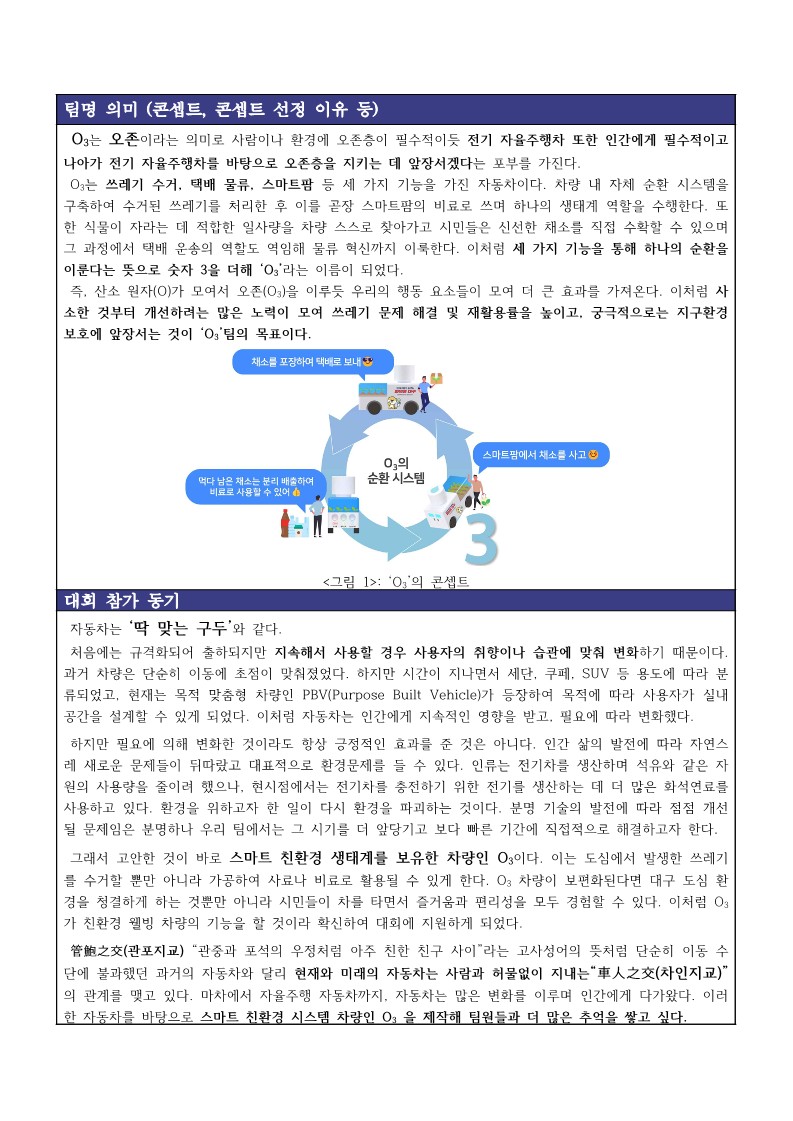 팀명 의미 (콘셉트, 콘셉트 선정 이유 등)
O₃는 오존이라는 의미로 사람이나 환경에 오존층이 필수적이듯 전기 자율주행차 또한 인간에게 필수적이고
나아가 전기 자율주행차를 바탕으로 오존층을 지키는 데 앞장서겠다는 포부를 가진다.
O₃는 쓰레기 수거, 택배 물류, 스마트팜 등 세 가지 기능을 가진 자동차이다. 차량 내 자체 순환 시스템을
구축하여 수거된 쓰레기를 처리한 후 이를 곧장 스마트팜의 비료로 쓰며 하나의 생태계 역할을 수행한다. 또
한 식물이 자라는 데 적합한 일사량을 차량 스스로 찾아가고 시민들은 신선한 채소를 직접 수확할 수 있으며
그 과정에서 택배 운송의 역할도 역임해 물류 혁신까지 이룩한다. 이처럼 세 가지 기능을 통해 하나의 순환을
이룬다는 뜻으로 숫자 3을 더해 ‘O₃’라는 이름이 되었다.
즉, 산소 원자(O)가 모여서 오존(O₃)을 이루듯 우리의 행동 요소들이 모여 더 큰 효과를 가져온다. 이처럼 사
소한 것부터 개선하려는 많은 노력이 모여 쓰레기 문제 해결 및 재활용률을 높이고, 궁극적으로는 지구환경
보호에 앞장서는 것이 ‘O₃’팀의 목표이다.
채소를 포장하여 택배로 보내😎
스마트팜에서 채소를 사고😊
O₃의
순환 시스템
먹다 남은 채소는 분리 배출하여
비료로 사용할 수 있어👍
3
<그림 1>: ‘O₃’의 콘셉트
대회 참가 동기
자동차는 ‘딱 맞는 구두’와 같다.
처음에는 규격화되어 출하되지만 지속해서 사용할 경우 사용자의 취향이나 습관에 맞춰 변화하기 때문이다.
과거 차량은 단순히 이동에 초점이 맞춰졌었다. 하지만 시간이 지나면서 세단, 쿠페, SUV 등 용도에 따라 분
류되었고, 현재는 목적 맞춤형 차량인 PBV(Purpose Built Vehicle)가 등장하여 목적에 따라 사용자가 실내
공간을 설계할 수 있게 되었다. 이처럼 자동차는 인간에게 지속적인 영향을 받고, 필요에 따라 변화했다.
하지만 필요에 의해 변화한 것이라도 항상 긍정적인 효과를 준 것은 아니다. 인간 삶의 발전에 따라 자연스
레 새로운 문제들이 뒤따랐고 대표적으로 환경문제를 들 수 있다. 인류는 전기차를 생산하며 석유와 같은 자
원의 사용량을 줄이려 했으나, 현시점에서는 전기차를 충전하기 위한 전기를 생산하는 데 더 많은 화석연료를
사용하고 있다. 환경을 위하고자 한 일이 다시 환경을 파괴하는 것이다. 분명 기술의 발전에 따라 점점 개선
될 문제임은 분명하나 우리 팀에서는 그 시기를 더 앞당기고 보다 빠른 기간에 직접적으로 해결하고자 한다.
그래서 고안한 것이 바로 스마트 친환경 생태계를 보유한 차량인 O₃이다. 이는 도심에서 발생한 쓰레기
를 수거할 뿐만 아니라 가공하여 사료나 비료로 활용될 수 있게 한다. O₃ 차량이 보편화된다면 대구 도심 환
경을 청결하게 하는 것뿐만 아니라 시민들이 차를 타면서 즐거움과 편리성을 모두 경험할 수 있다. 이처럼 O₃
가 친환경 웰빙 차량의 기능을 할 것이라 확신하여 대회에 지원하게 되었다.
管鮑之交(관포지교) “관중과 포석의 우정처럼 아주 친한 친구 사이”라는 고사성어의 뜻처럼 단순히 이동 수
단에 불과했던 과거의 자동차와 달리 현재와 미래의 자동차는 사람과 허물없이 지내는“車人之交(차인지교)”
의 관계를 맺고 있다. 마차에서 자율주행 자동차까지, 자동차는 많은 변화를 이루며 인간에게 다가왔다. 이러
한 자동차를 바탕으로 스마트 친환경 시스템 차량인 O₃ 을 제작해 팀원들과 더 많은 추억을 쌓고 싶다.